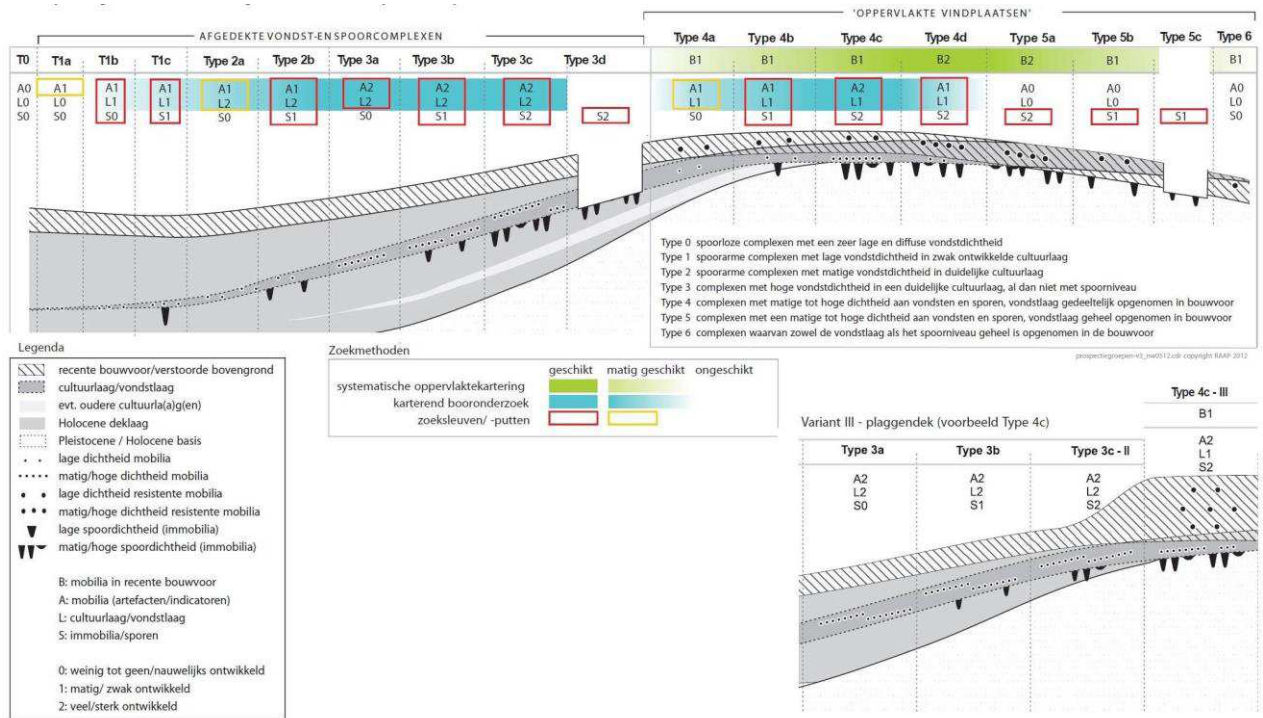 'OPPERVLAKTE VINDPLAATSEN'
AFGEDEKTE VONDST-EN SPOORCOMPLEXEN
T0 T1a T1b T1c Type 2a Type 2b Type 3a Type 3b Type 3c Type 3d Type 4a Type 4b Type 4c Type 4d Type 5a Type 5b Type 5c Type 6
B1 B1 B1 B2 B2 B1 B1
A0 A1 A1 A1 A1 A1 A2 A2 A2 A1 A1 A2 A1 A0 A0 A0
L0 L0 L1 L1 L2 L2 L2 L2 L2 L1 L1 L1 L1 L0 L0 L0
S0 S0 S0 S1 S0 S1 S0 S1 S2 S2 S0 S1 S2 S2 S2 S1 S1 S0
Type 0 spoorloze complexen met een zeer lage en diffuse vondstdichtheid
Type 1 spoorarme complexen met lage vondstdichtheid in zwak ontwikkelde cultuurlaag
Type 2 spoorarme complexen met matige vondstdichtheid in duidelijke cultuurlaag
Type 3 complexen met hoge vondstdichtheid in een duidelijke cultuurlaag, al dan niet met spoorniveau
Type 4 complexen met matige tot hoge dichtheid aan vondsten en sporen, vondstlaag gedeeltelijk opgenomen in bouwvoor
Type 5 complexen met een matige tot hoge dichtheid aan vondsten en sporen, vondstlaag geheel opgenomen in bouwvoor
Type 6 complexen waarvan zowel de vondstlaag als het spoorniveau geheel is opgenomen in de bouwvoor
prospectiegroepen-v3_nw0512.cdr copyright RAAP 2012
Legenda
recente bouwvoor/verstoorde bovengrond
cultuurlaag/vondstlaag
evt. oudere cultuurla(a)g(en)
Holocene deklaag
Pleistocene / Holocene basis
lage dichtheid mobilia
matig/hoge dichtheid mobilia
lage dichtheid resistente mobilia
matig/hoge dichtheid resistente mobilia
lage spoordichtheid (immobilia)
matig/hoge spoordichtheid (immobilia)
B: mobilia in recente bouwvoor
A: mobilia (artefacten/indicatoren)
L: cultuurlaag/vondstlaag
S: immobilia/sporen
0: weinig tot geen/nauwelijks ontwikkeld
1: matig/ zwak ontwikkeld
2: veel/sterk ontwikkeld
Zoekmethoden
geschikt matig geschikt ongeschikt
systematische oppervlaktekartering
karterend booronderzoek
zoeksleuven/ -putten
Variant III - plaggendek (voorbeeld Type 4c)
Type 4c - III
B1
A2
L1
S2
Type 3a Type 3b Type 3c - II
A2 A2 A2
L2 L2 L2
S0 S1 S2